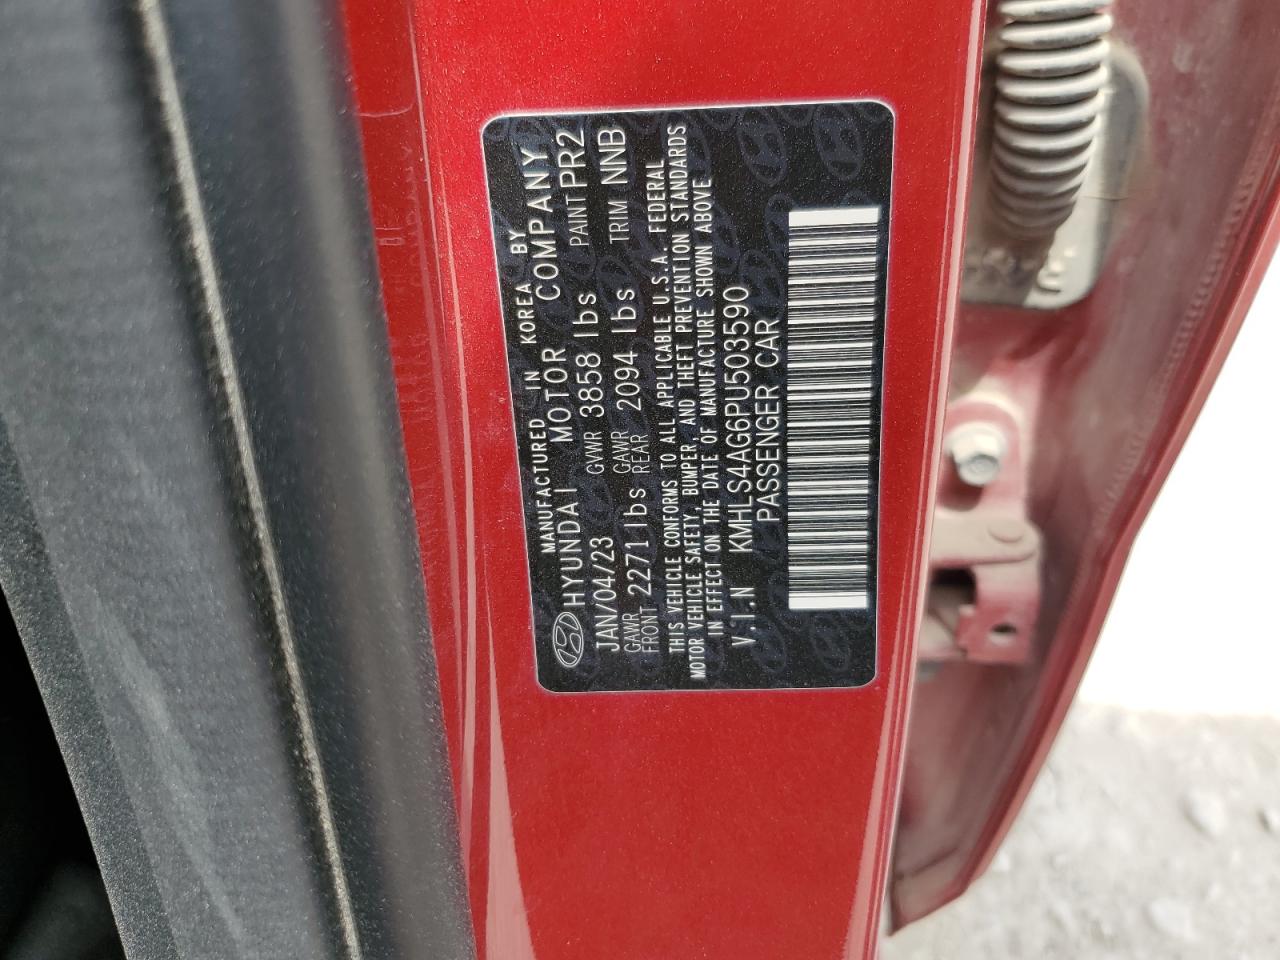 MANUFACTURED IN KOREA BY
HYUNDAI MOTOR COMPANY
JAN/04/23 GVWR 3858 lbs PAINT PR2
GAWR FRONT 2271 lbs GAWR REAR 2094 lbs TRIM NNB
THIS VEHICLE CONFORMS TO ALL APPLICABLE U.S.A. FEDERAL
MOTOR VEHICLE SAFETY, BUMPER, AND THEFT PREVENTION STANDARDS
IN EFFECT ON THE DATE OF MANUFACTURE SHOWN ABOVE
V.I.N KMHLS4AG6PU503590
PASSENGER CAR